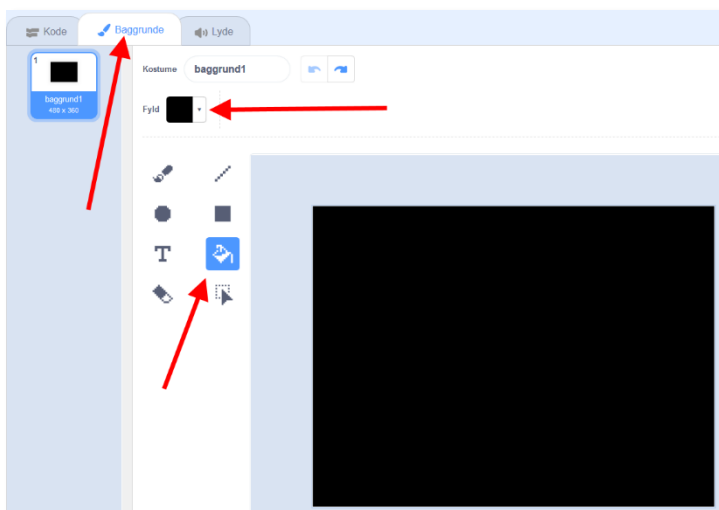 Kode
Baggrunde
Lyde
1
baggrund1
480 x 360
Kostume
baggrund1
Fyld
T